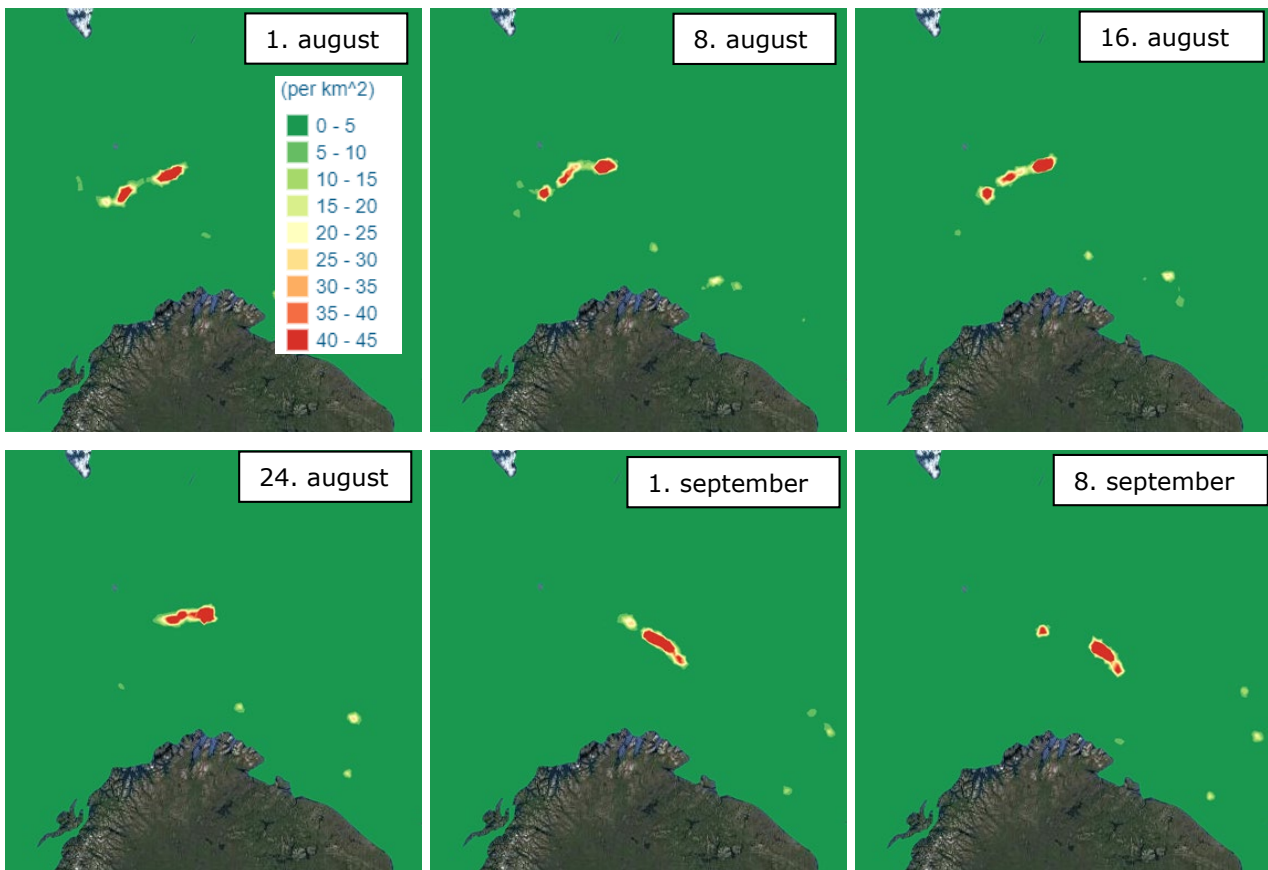 1. august
8. august
16. august
(per km^2)
0 - 5
5 - 10
10 - 15
15 - 20
20 - 25
25 - 30
30 - 35
35 - 40
40 - 45
24. august
1. september
8. september